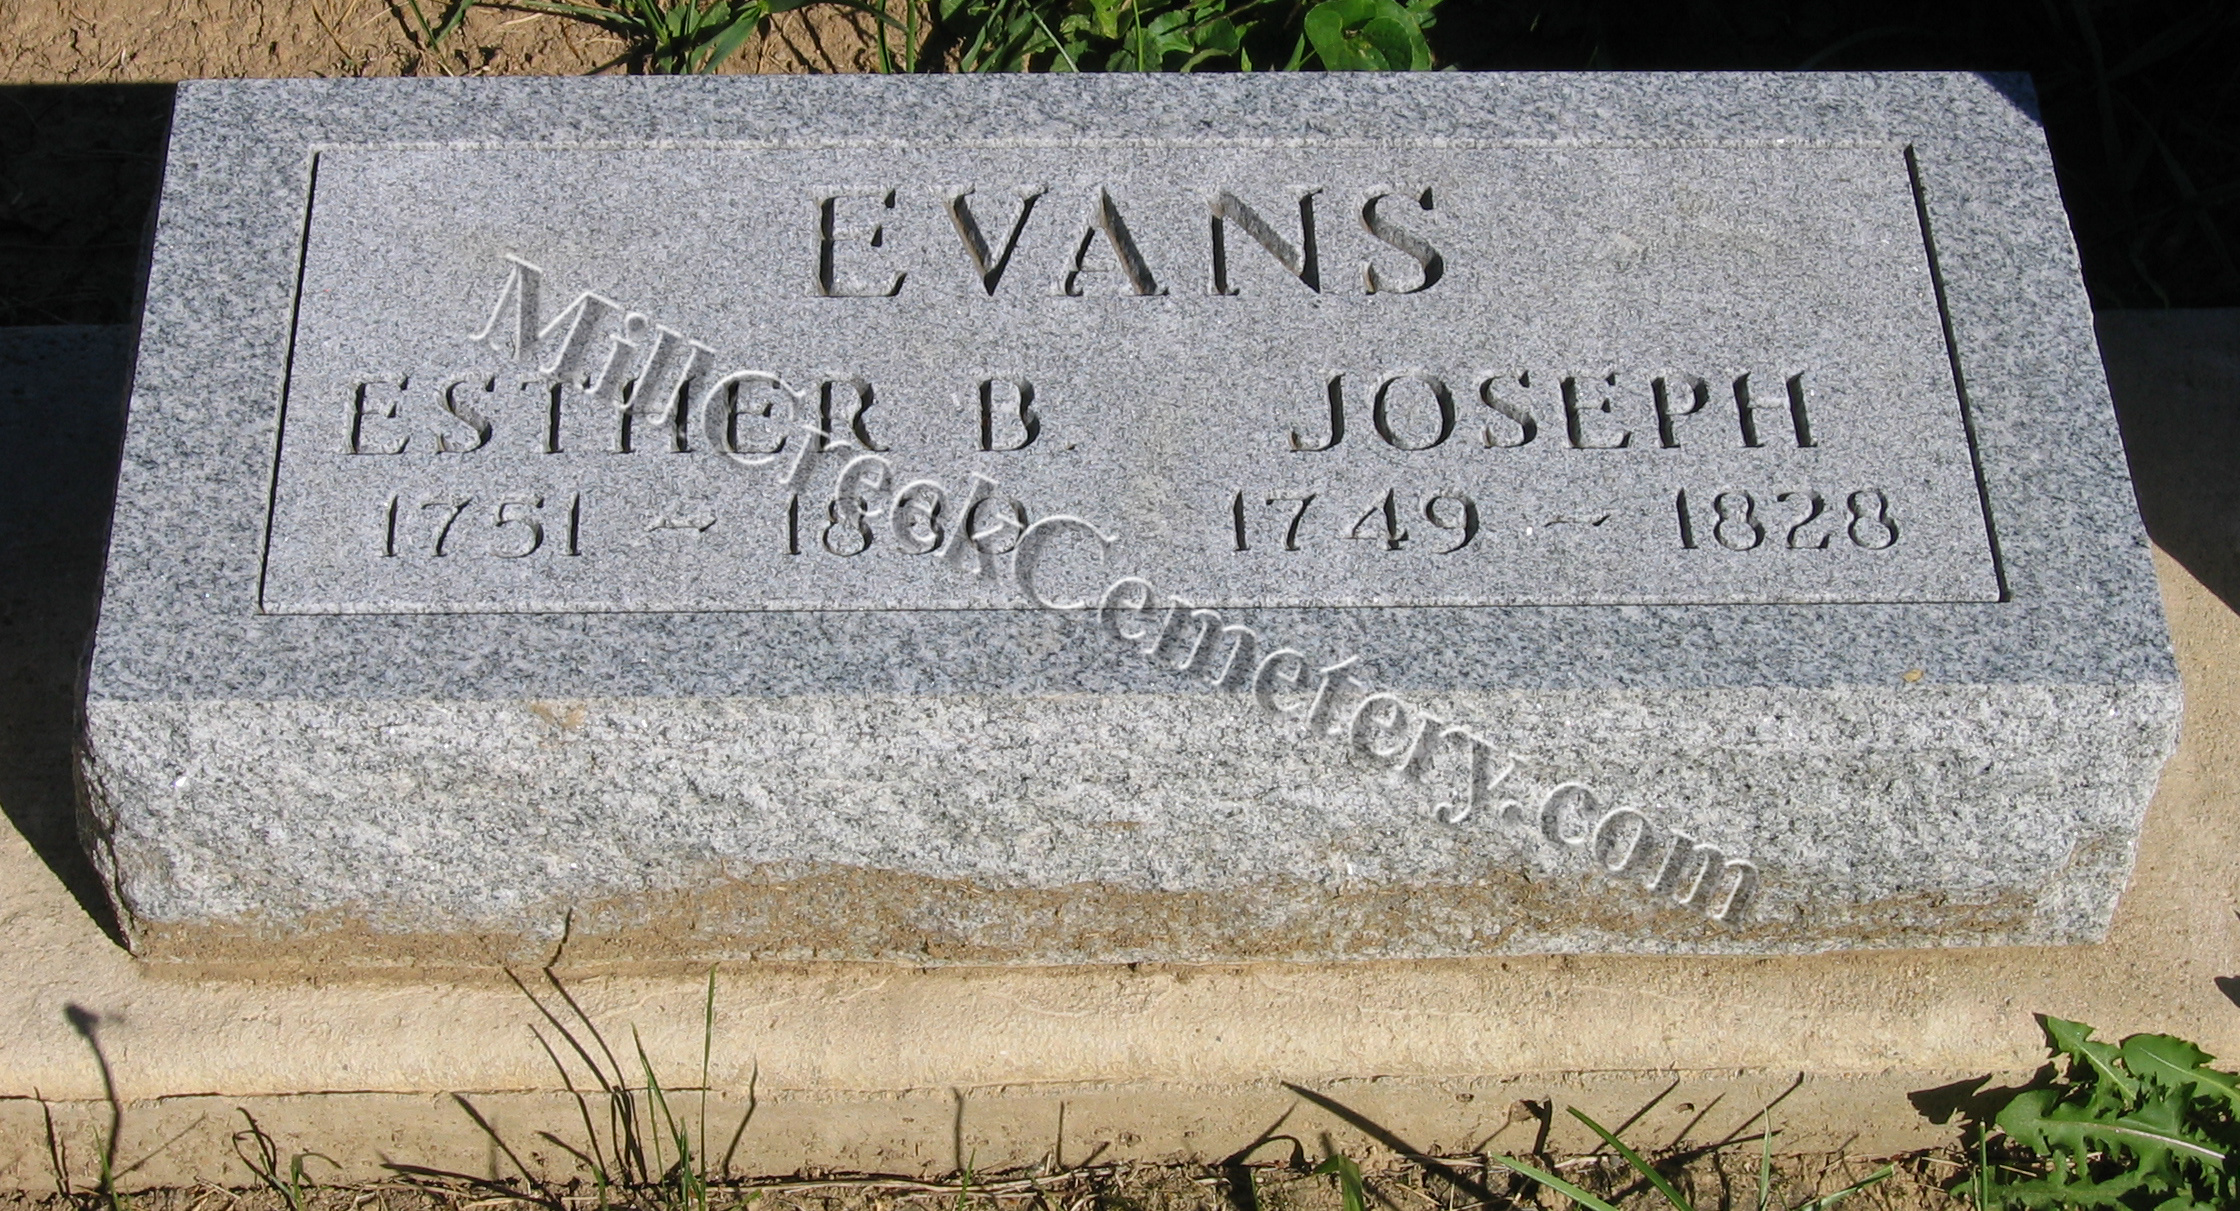 EVANS
ESTHER B. JOSEPH
1751 ~ 1749 ~ 1828
MillCreekCemetery.com